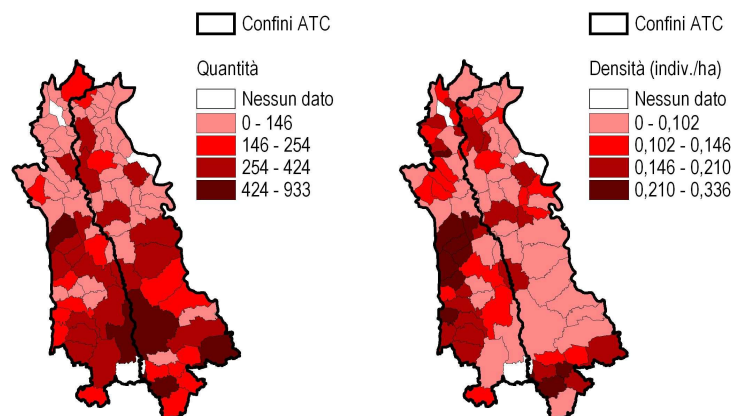 Confini ATC
Quantità
Nessun dato
0 - 146
146 - 254
254 - 424
424 - 933
Confini ATC
Densità (indiv./ha)
Nessun dato
0 - 0,102
0,102 - 0,146
0,146 - 0,210
0,210 - 0,336